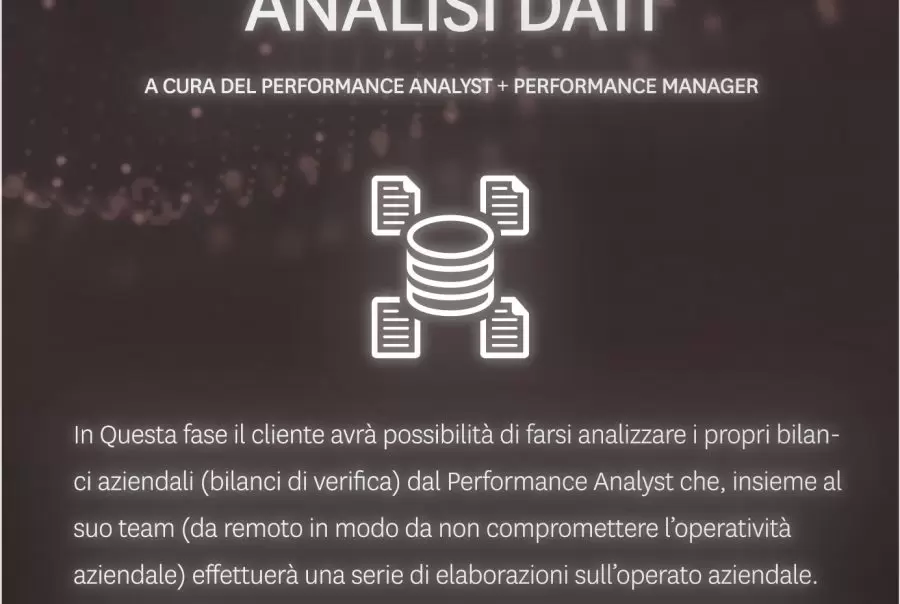 ANALISI DATI
A CURA DEL PERFORMANCE ANALYST + PERFORMANCE MANAGER
In Questa fase il cliente avrà possibilità di farsi analizzare i propri bilan-
ci aziendali (bilanci di verifica) dal Performance Analyst che, insieme al
suo team (da remoto in modo da non compromettere l'operatività
aziendale) effettuerà una serie di elaborazioni sull'operato aziendale.